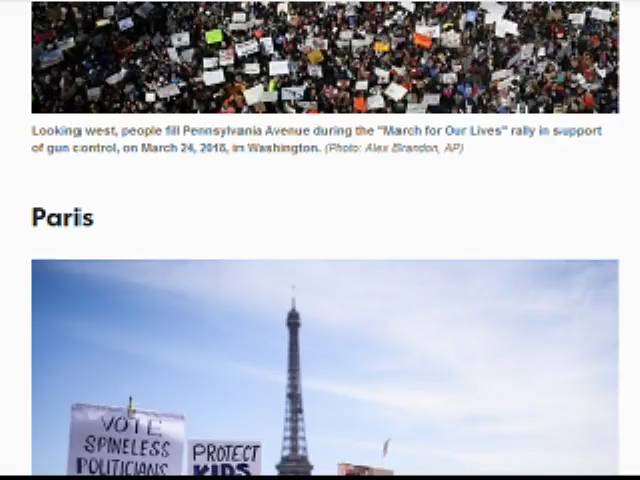 Looking west, people fill Pennsylvania Avenue during the "March for Our Lives" rally in support
of gun control, on March 24, 2018, in Washington. (Photo: Alex Brandon, AP)
Paris
VOTE
SPINELESS
POLITICIANS
PROTECT
KIDS